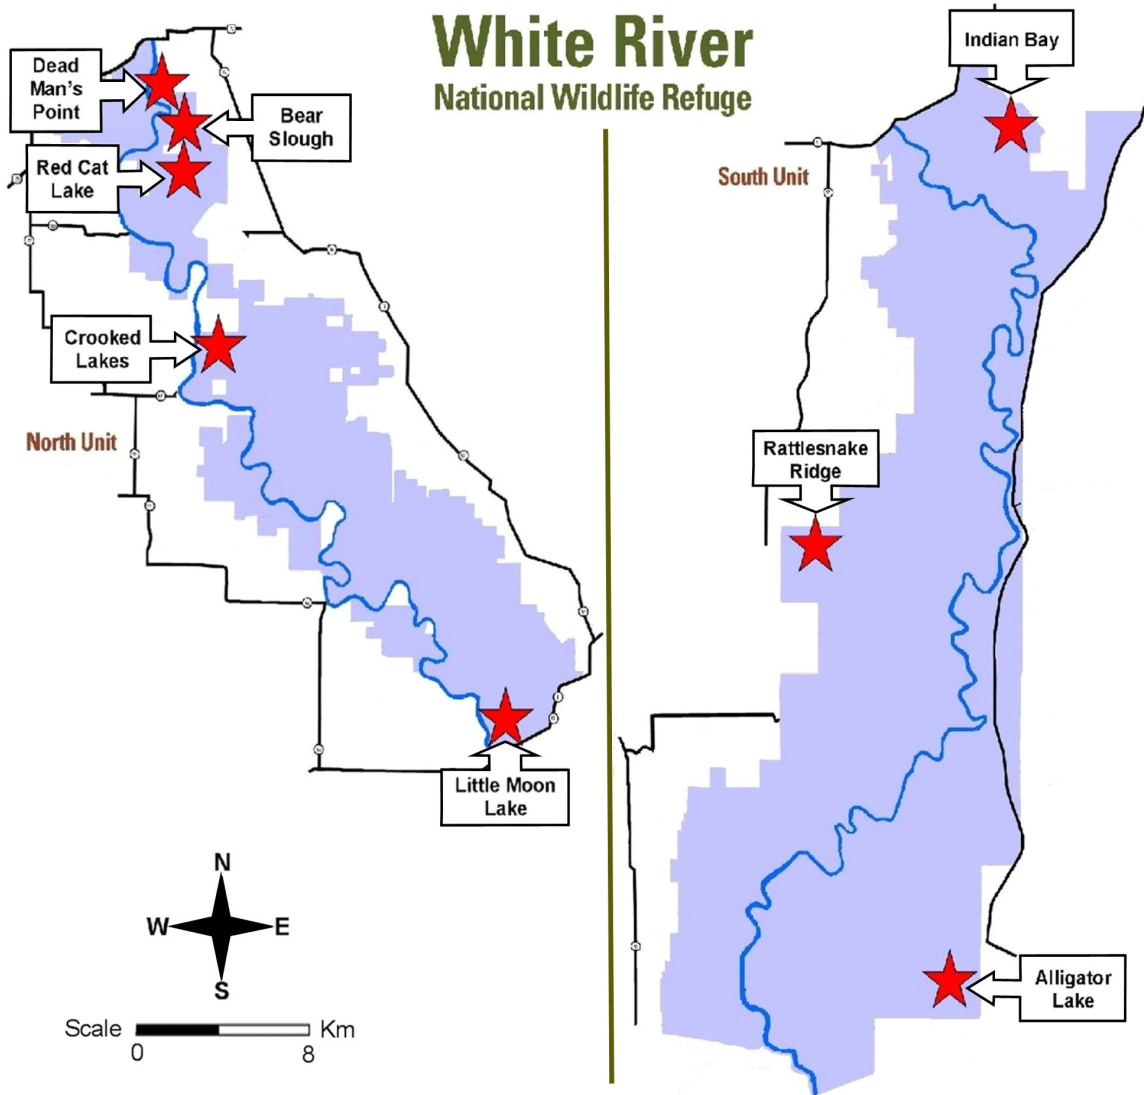 White River
National Wildlife Refuge
Dead
Man's
Point
Bear
Slough
Red Cat
Lake
Crooked
Lakes
North Unit
Little Moon
Lake
N
W
E
S
Scale
Km
0
8
Indian Bay
South Unit
Rattlesnake
Ridge
Alligator
Lake